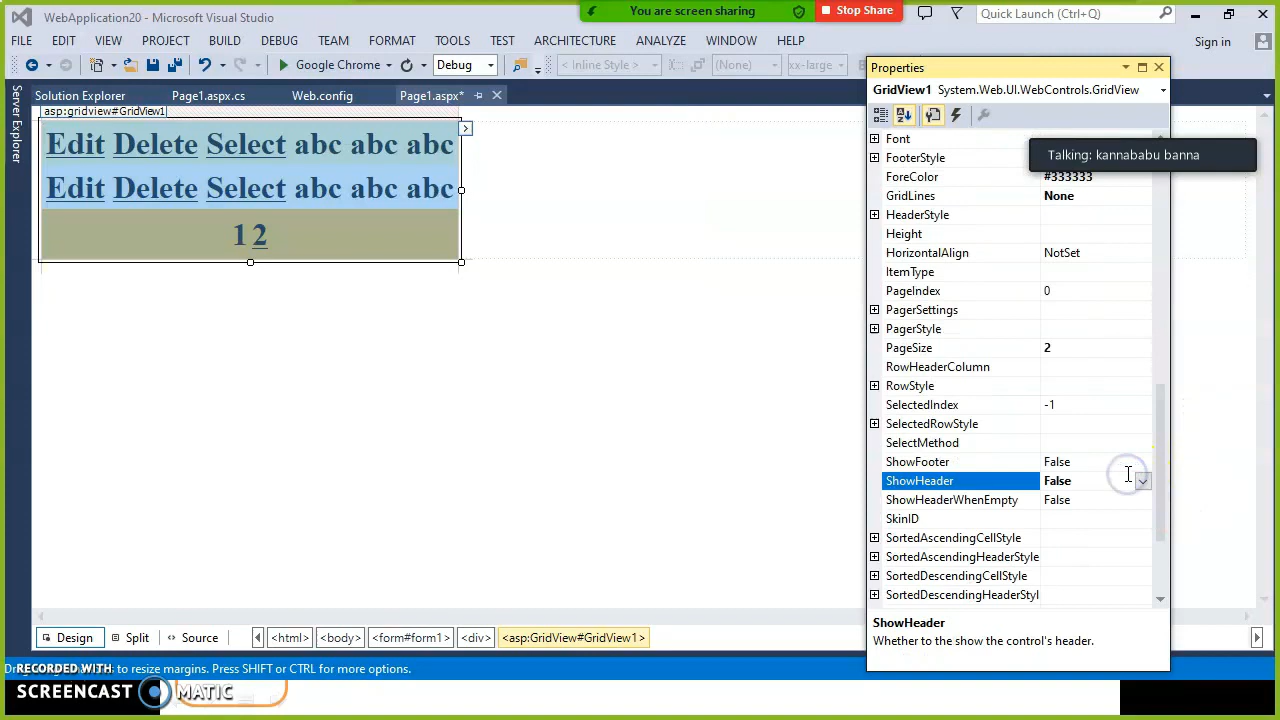 WebApplication20 - Microsoft Visual Studio
You are screen sharing
Stop Share
Quick Launch (Ctrl+Q)
FILE EDIT VIEW PROJECT BUILD DEBUG TEAM FORMAT TOOLS TEST ARCHITECTURE ANALYZE WINDOW HELP
Sign in
Google Chrome
Debug
< Inline Style >
(None)
xx-large
Server Explorer
Solution Explorer
Page1.aspx.cs
Web.config
Page1.aspx*
asp:gridview#GridView1
Edit Delete Select abc abc abc
Edit Delete Select abc abc abc
1 2
Properties
GridView1 System.Web.UI.WebControls.GridView
Talking: kannababu banna
Font
FooterStyle
ForeColor #333333
GridLines None
HeaderStyle
Height
HorizontalAlign NotSet
ItemType
PageIndex 0
PagerSettings
PagerStyle
PageSize 2
RowHeaderColumn
RowStyle
SelectedIndex -1
SelectedRowStyle
SelectMethod
ShowFooter False
ShowHeader False
ShowHeaderWhenEmpty False
SkinID
SortedAscendingCellStyle
SortedAscendingHeaderStyle
SortedDescendingCellStyle
SortedDescendingHeaderStyl
ShowHeader
Whether to the show the control's header.
Design
Split
Source
<html>
<body>
<form#form1>
<div>
<asp:GridView#GridView1>
to resize margins. Press SHIFT or CTRL for more options.
RECORDED WITH
SCREENCAST MATIC